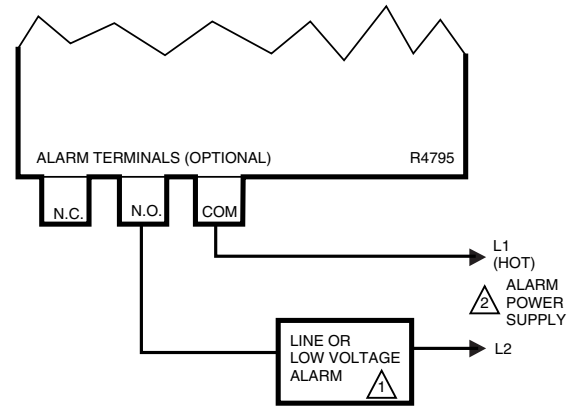 ALARM TERMINALS (OPTIONAL) R4795
N.C. N.O. COM
L1
(HOT)
2 ALARM
POWER
SUPPLY
LINE OR
LOW VOLTAGE
ALARM 1
L2